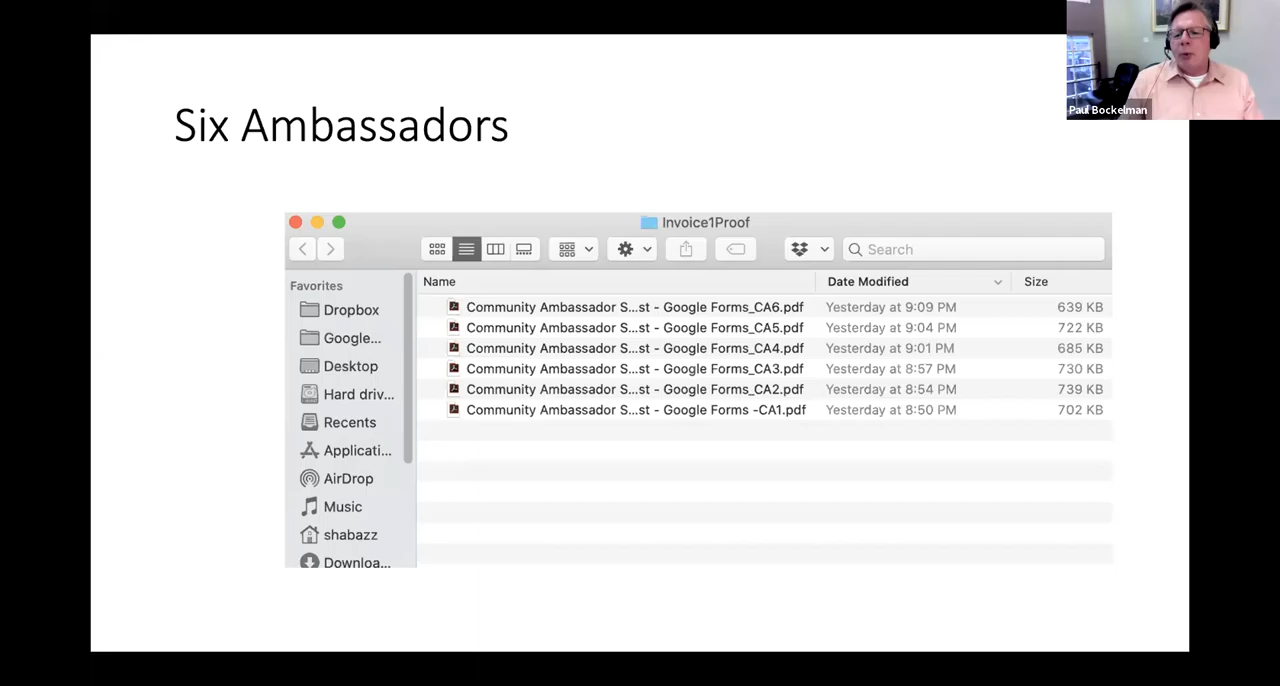 Paul Bockelman
Six Ambassadors
Invoice1Proof
Search
Favorites
Dropbox
Google...
Desktop
Hard driv...
Recents
Applicati...
AirDrop
Music
shabazz
Downloa...
Name Date Modified Size
Community Ambassador S...st - Google Forms_CA6.pdf Yesterday at 9:09 PM 639 KB
Community Ambassador S...st - Google Forms_CA5.pdf Yesterday at 9:04 PM 722 KB
Community Ambassador S...st - Google Forms_CA4.pdf Yesterday at 9:01 PM 685 KB
Community Ambassador S...st - Google Forms_CA3.pdf Yesterday at 8:57 PM 730 KB
Community Ambassador S...st - Google Forms_CA2.pdf Yesterday at 8:54 PM 739 KB
Community Ambassador S...st - Google Forms -CA1.pdf Yesterday at 8:50 PM 702 KB